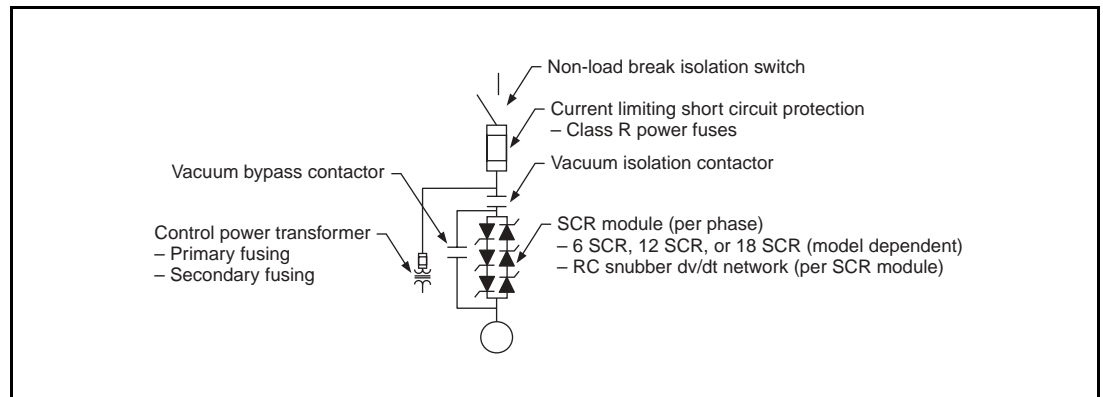 Non-load break isolation switch
Current limiting short circuit protection
– Class R power fuses
Vacuum isolation contactor
Vacuum bypass contactor
SCR module (per phase)
– 6 SCR, 12 SCR, or 18 SCR (model dependent)
– RC snubber dv/dt network (per SCR module)
Control power transformer
– Primary fusing
– Secondary fusing